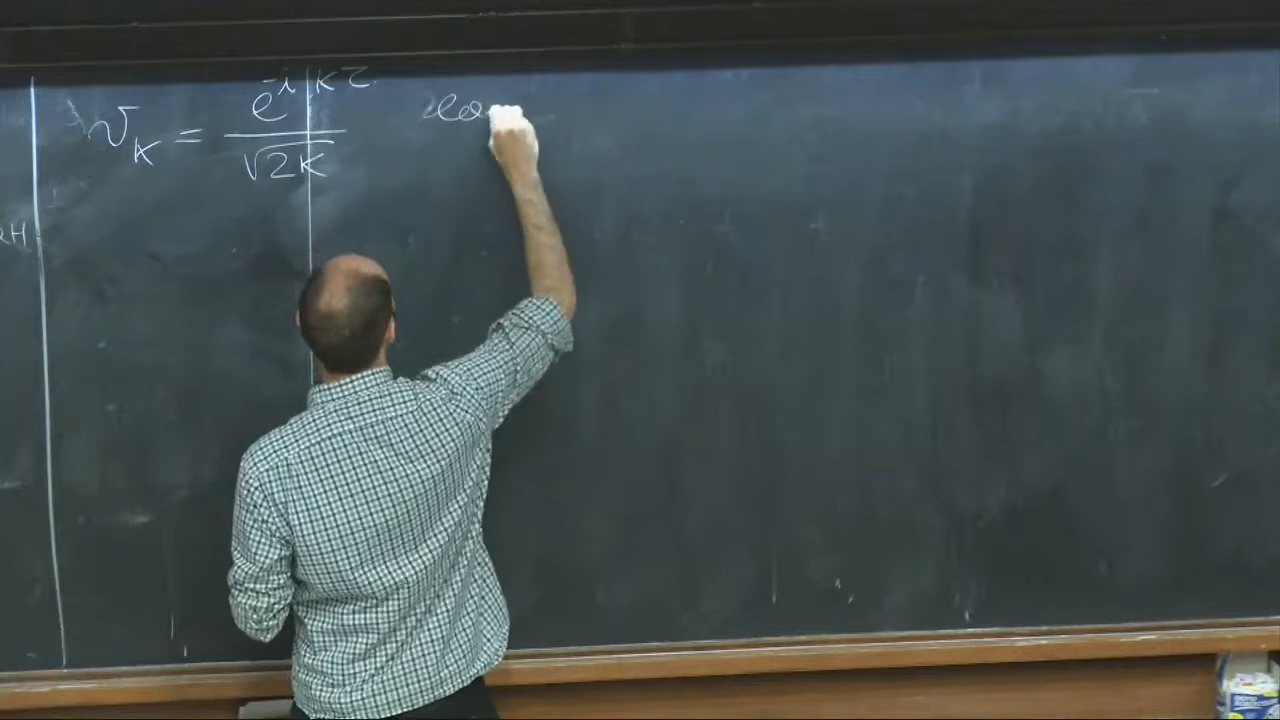 v_K = e^{-iKτ} / √2K